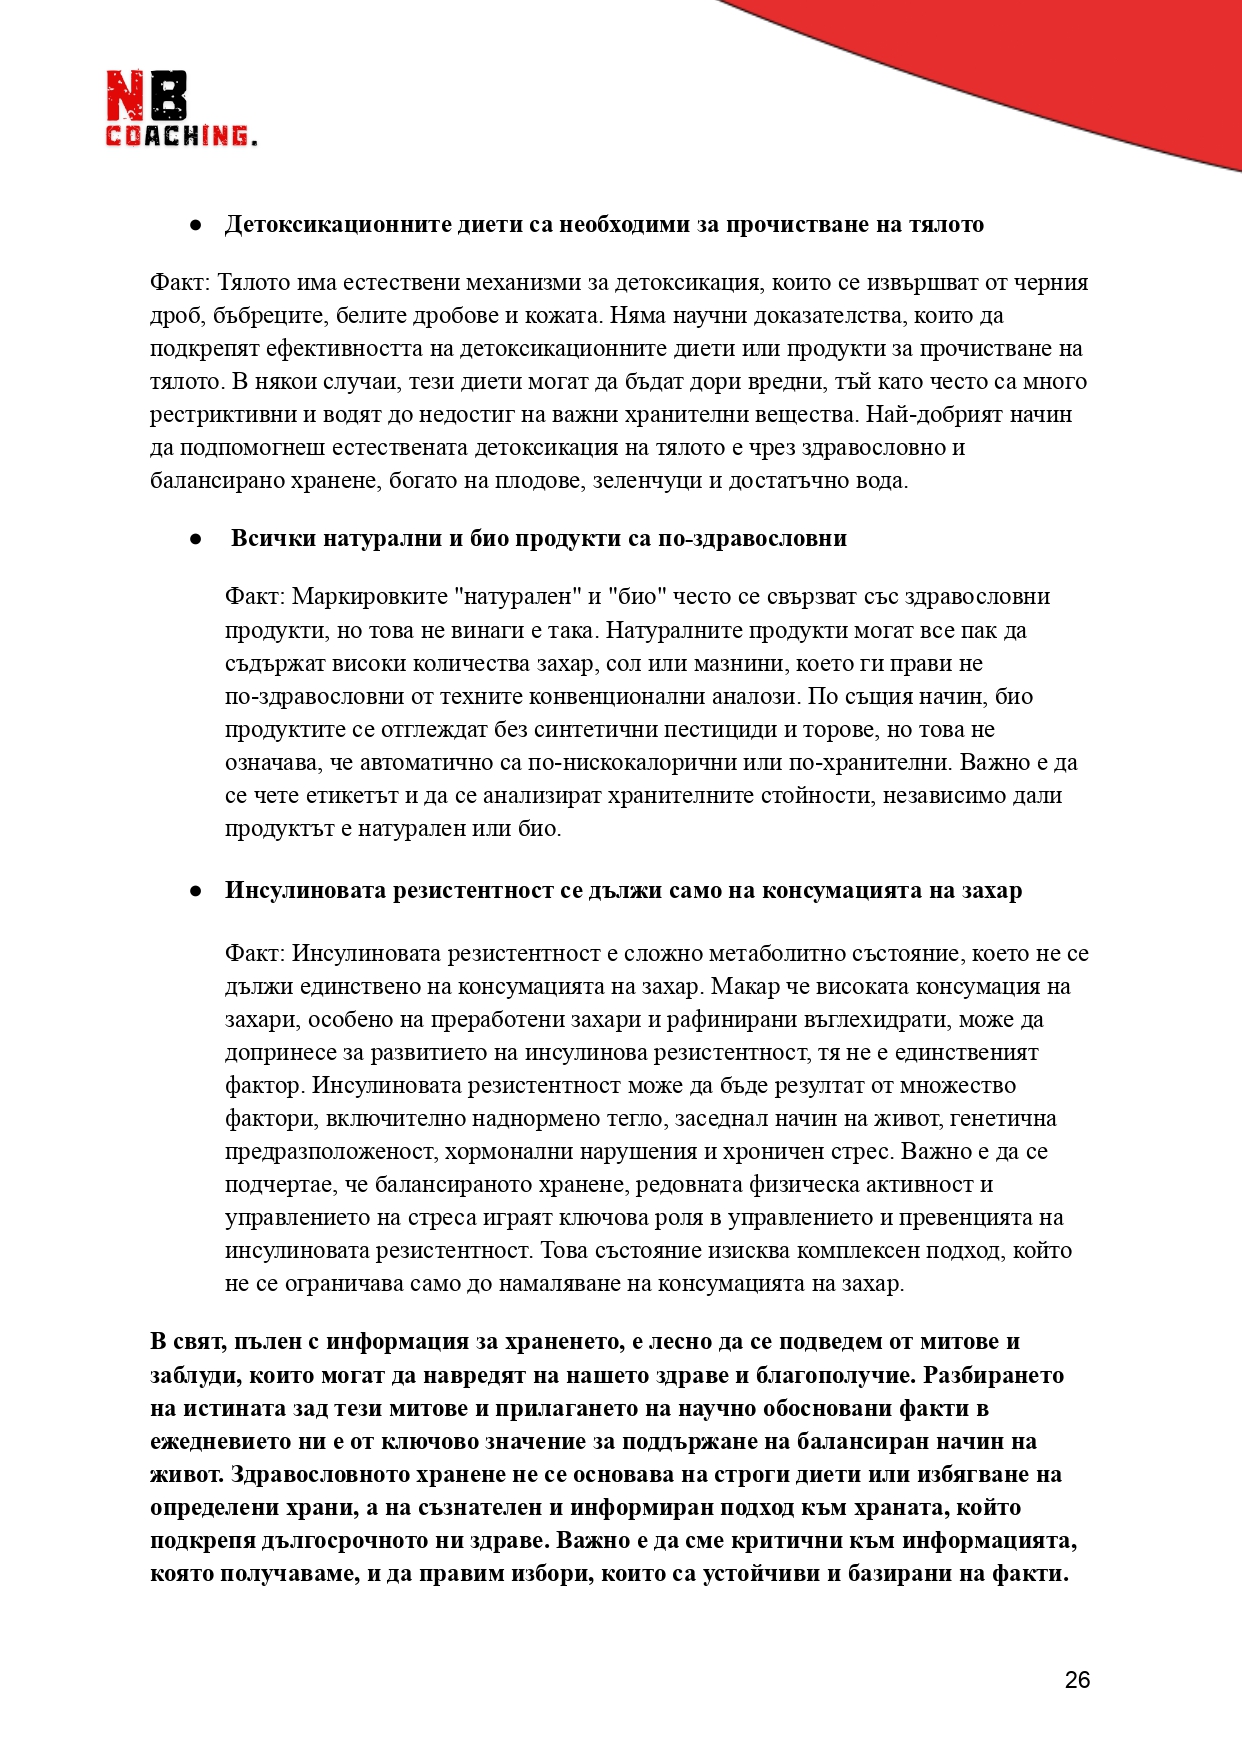 NB
COACHING.
● Детоксикационните диети са необходими за прочистване на тялото
Факт: Тялото има естествени механизми за детоксикация, които се извършват от черния
дроб, бъбреците, белите дробове и кожата. Няма научни доказателства, които да
подкрепят ефективността на детоксикационните диети или продукти за прочистване на
тялото. В някои случаи, тези диети могат да бъдат дори вредни, тъй като често са много
рестриктивни и водят до недостиг на важни хранителни вещества. Най-добрият начин
да подпомогнеш естествената детоксикация на тялото е чрез здравословно и
балансирано хранене, богато на плодове, зеленчуци и достатъчно вода.
● Всички натурални и био продукти са по-здравословни
Факт: Маркировките "натурален" и "био" често се свързват със здравословни
продукти, но това не винаги е така. Натуралните продукти могат все пак да
съдържат високи количества захар, сол или мазнини, което ги прави не
по-здравословни от техните конвенционални аналози. По същия начин, био
продуктите се отглеждат без синтетични пестициди и торове, но това не
означава, че автоматично са по-нискокалорични или по-хранителни. Важно е да
се чете етикетът и да се анализират хранителните стойности, независимо дали
продуктът е натурален или био.
● Инсулиновата резистентност се дължи само на консумацията на захар
Факт: Инсулиновата резистентност е сложно метаболитно състояние, което не се
дължи единствено на консумацията на захар. Макар че високата консумация на
захари, особено на преработени захари и рафинирани въглехидрати, може да
допринесе за развитието на инсулинова резистентност, тя не е единственият
фактор. Инсулиновата резистентност може да бъде резултат от множество
фактори, включително наднормено тегло, заседнал начин на живот, генетична
предразположеност, хормонални нарушения и хроничен стрес. Важно е да се
подчертае, че балансираното хранене, редовната физическа активност и
управлението на стреса играят ключова роля в управлението и превенцията на
инсулиновата резистентност. Това състояние изисква комплексен подход, който
не се ограничава само до намаляване на консумацията на захар.
В свят, пълен с информация за храненето, е лесно да се подведем от митове и
заблуди, които могат да навредят на нашето здраве и благополучие. Разбирането
на истината зад тези митове и прилагането на научно обосновани факти в
ежедневието ни е от ключово значение за поддържане на балансиран начин на
живот. Здравословното хранене не се основава на строги диети или избягване на
определени храни, а на съзнателен и информиран подход към храната, който
подкрепя дългосрочното ни здраве. Важно е да сме критични към информацията,
която получаваме, и да правим избори, които са устойчиви и базирани на факти.
26